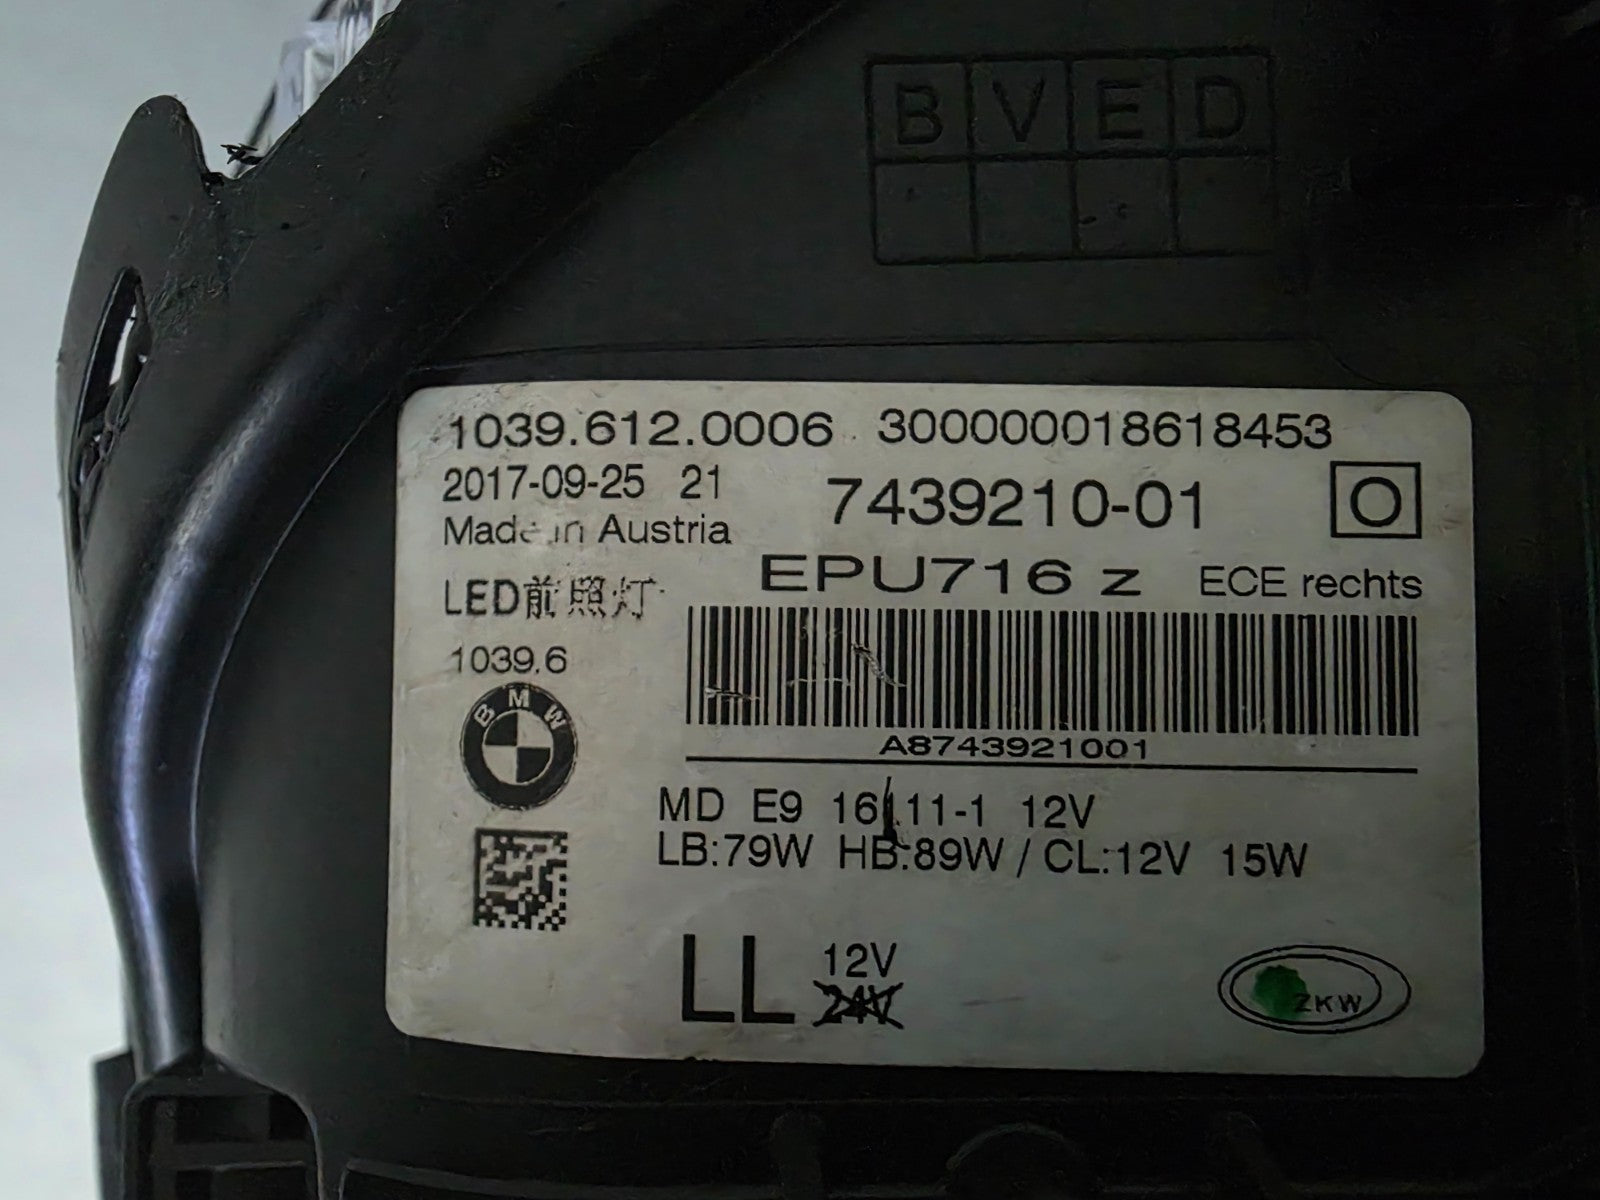 B V E D
1039.612.0006 300000018618453
2017-09-25 21
7439210-01
Made in Austria
EPU716 z ECE rechts
LED前照灯
1039.6
BMW
A8743921001
MD E9 16111-1 12V
LB:79W HB:89W / CL:12V 15W
LL 12V
24V
ZKW